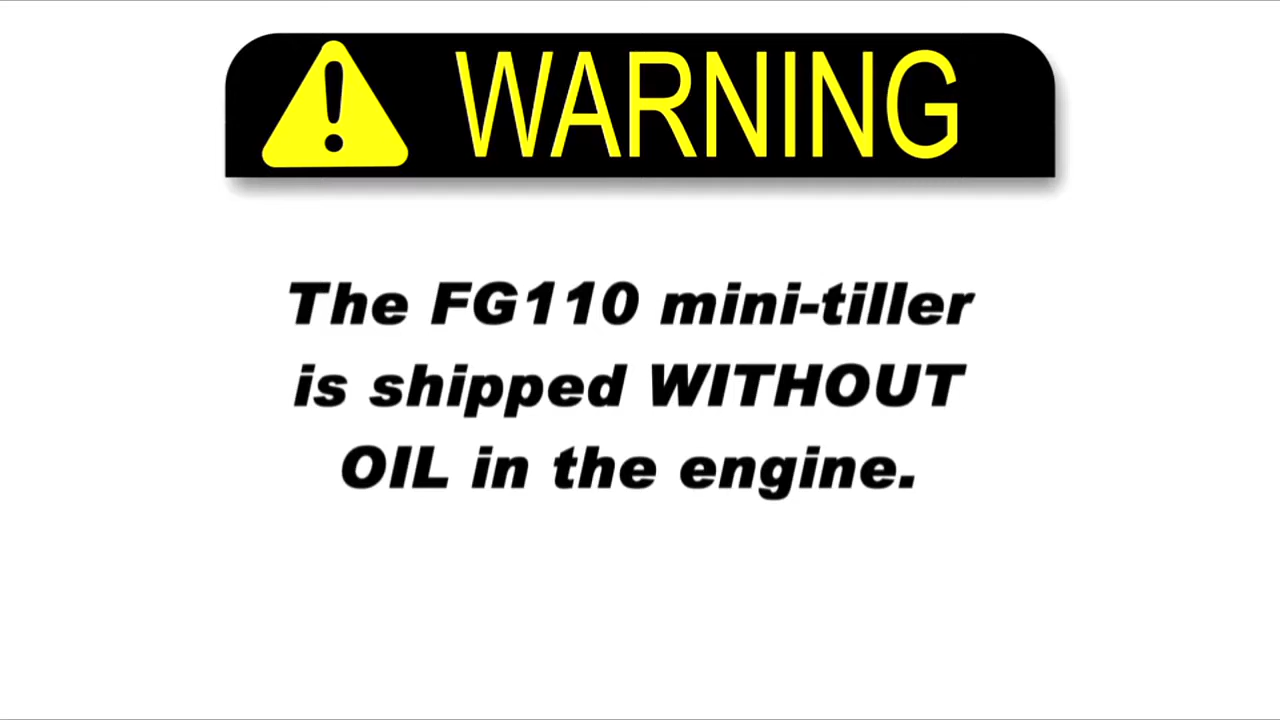 WARNING
The FG110 mini-tiller
is shipped WITHOUT
OIL in the engine.